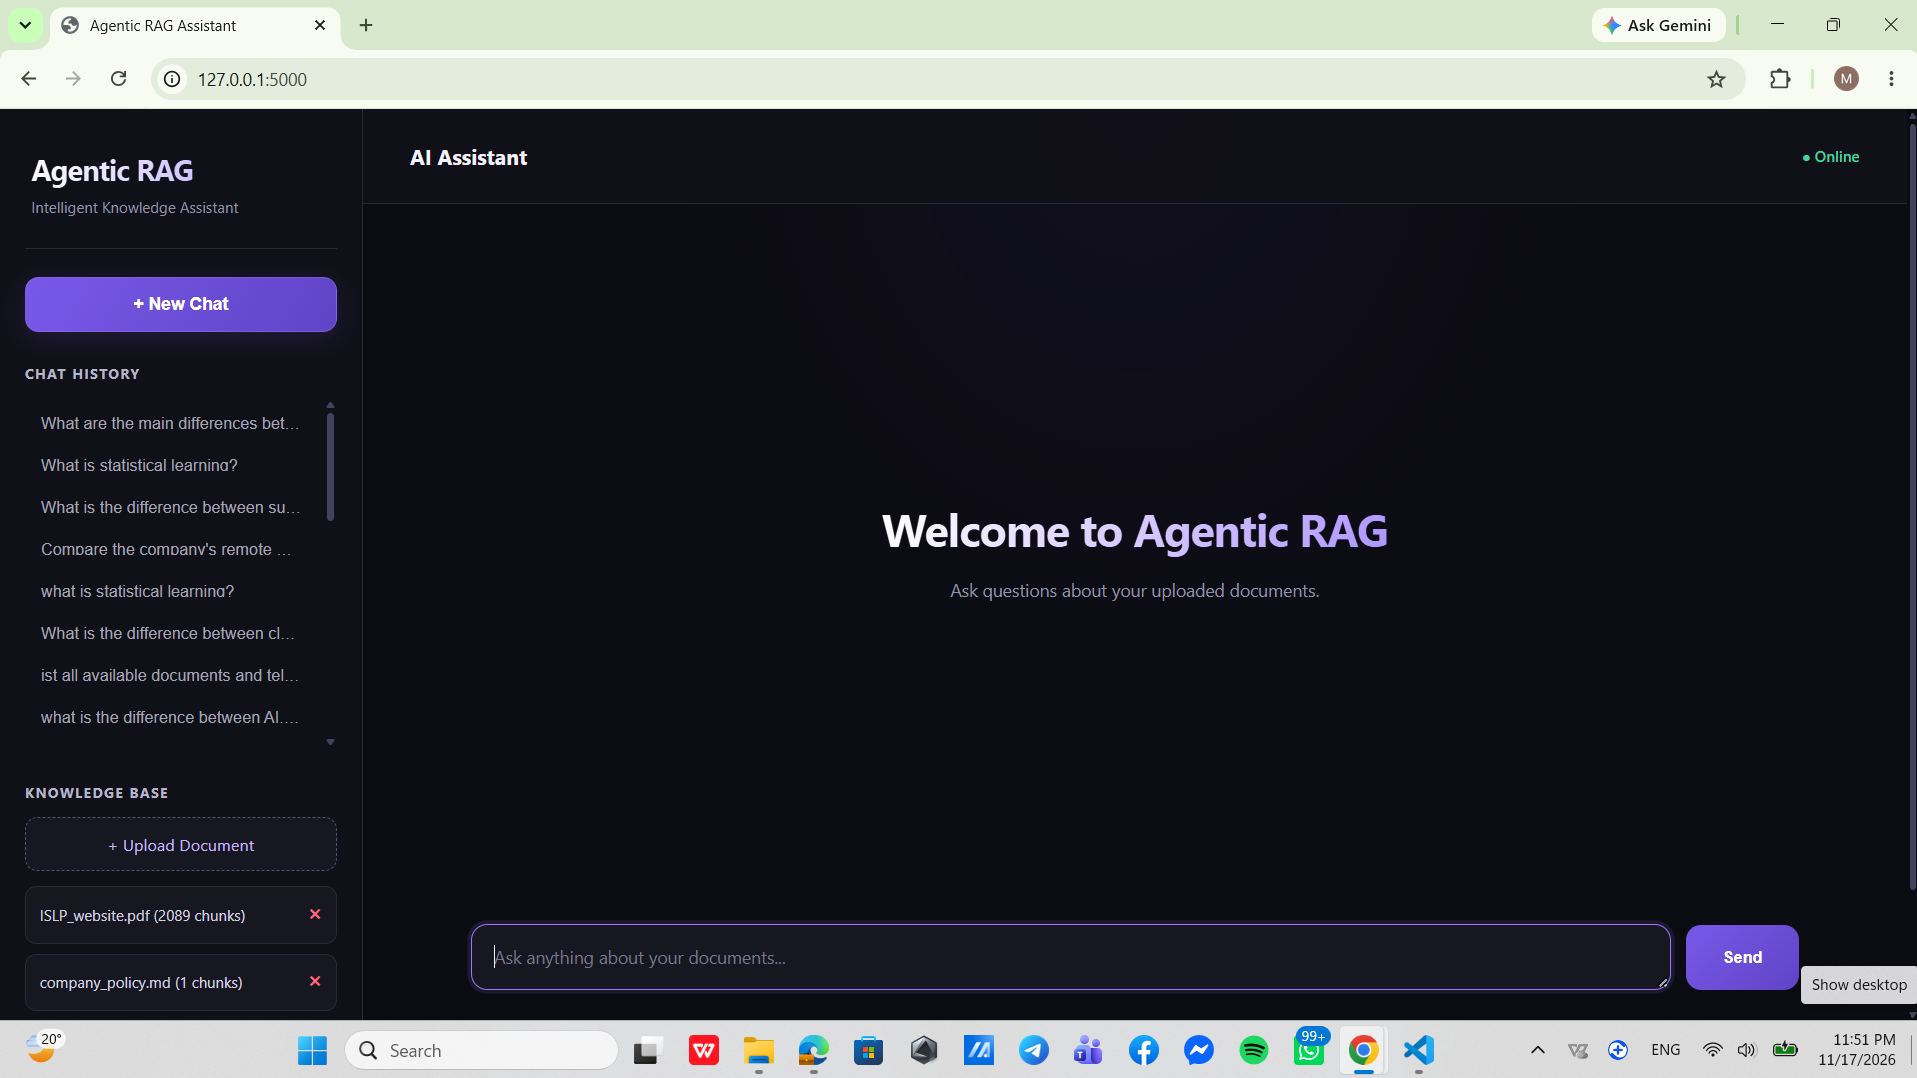 Agentic RAG Assistant
Ask Gemini
127.0.0.1:5000
M
Agentic RAG
Intelligent Knowledge Assistant
+ New Chat
CHAT HISTORY
What are the main differences bet...
What is statistical learning?
What is the difference between su...
Compare the company's remote ...
what is statistical learning?
What is the difference between cl...
ist all available documents and tel...
what is the difference between AI....
KNOWLEDGE BASE
+ Upload Document
ISLP_website.pdf (2089 chunks)
company_policy.md (1 chunks)
AI Assistant
Online
Welcome to Agentic RAG
Ask questions about your uploaded documents.
Ask anything about your documents...
Send
Show desktop
20°
Search
99+
ENG
11:51 PM
11/17/2026